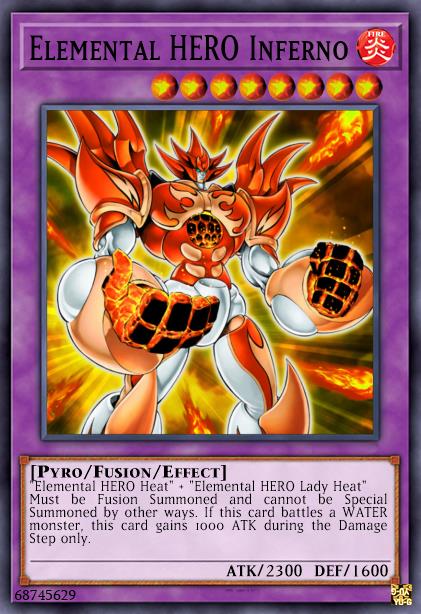 ELEMENTAL HERO INFERNO
FIRE
炎
[PYRO/FUSION/EFFECT]
"Elemental HERO Heat" + "Elemental HERO Lady Heat"
Must be Fusion Summoned and cannot be Special
Summoned by other ways. If this card battles a WATER
monster, this card gains 1000 ATK during the Damage
Step only.
ATK/2300 DEF/1600
68745629